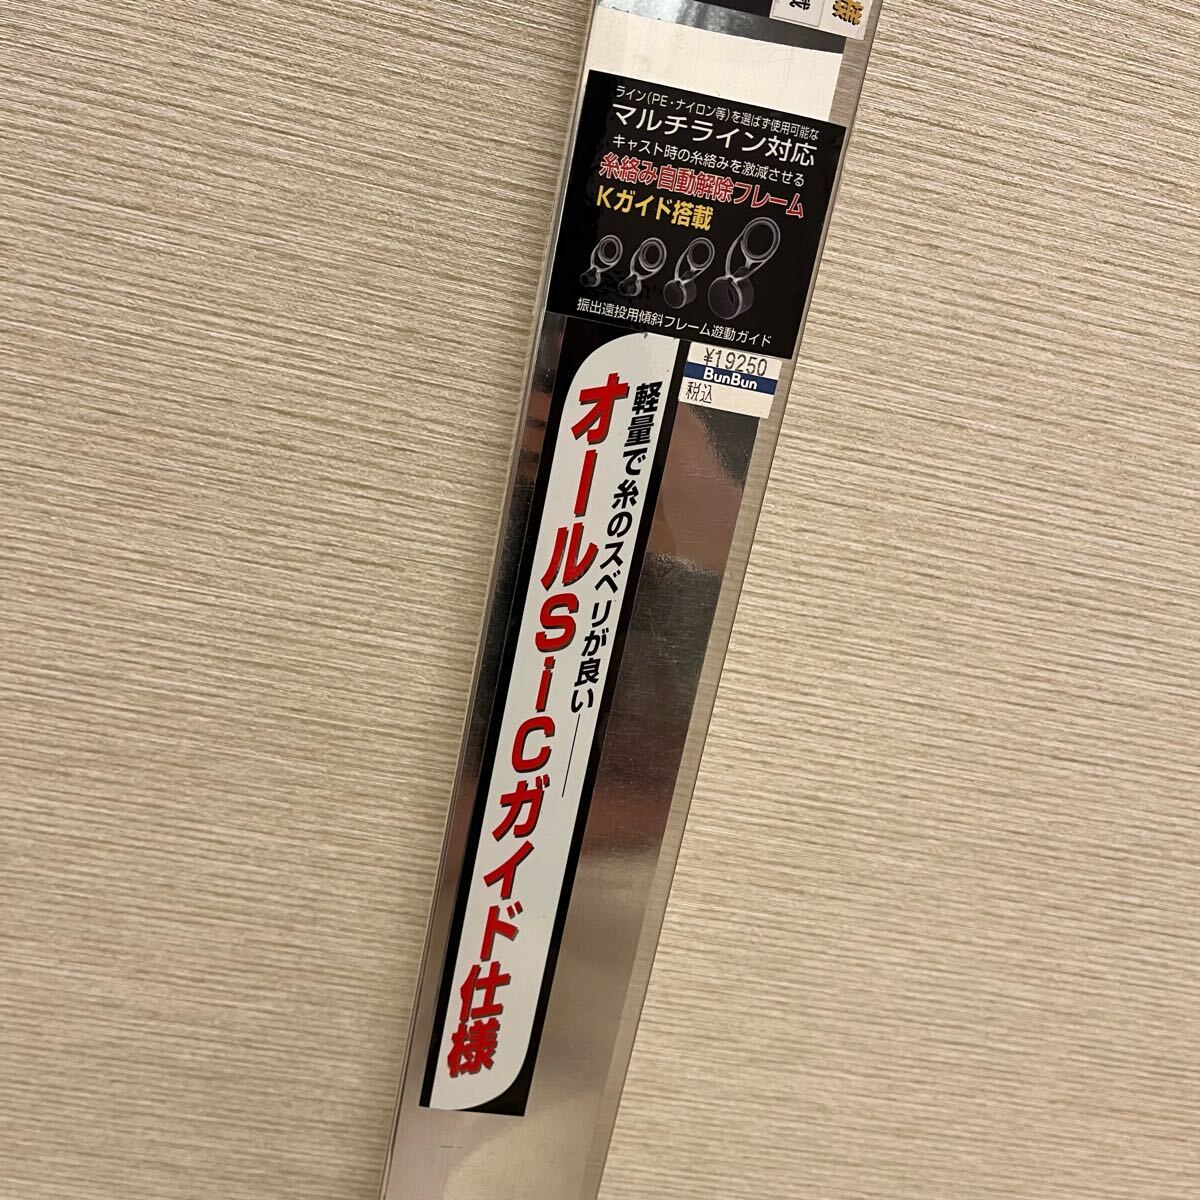 ライン(PE・ナイロン等)を選ばず使用可能な
マルチライン対応
キャスト時の糸絡みを激減させる
糸絡み自動解除フレーム
Kガイド搭載
振出遠投用傾斜フレーム遊動ガイド
¥19250
BunBun
税込
軽量で糸のスベリが良い
オールSiCガイド仕様